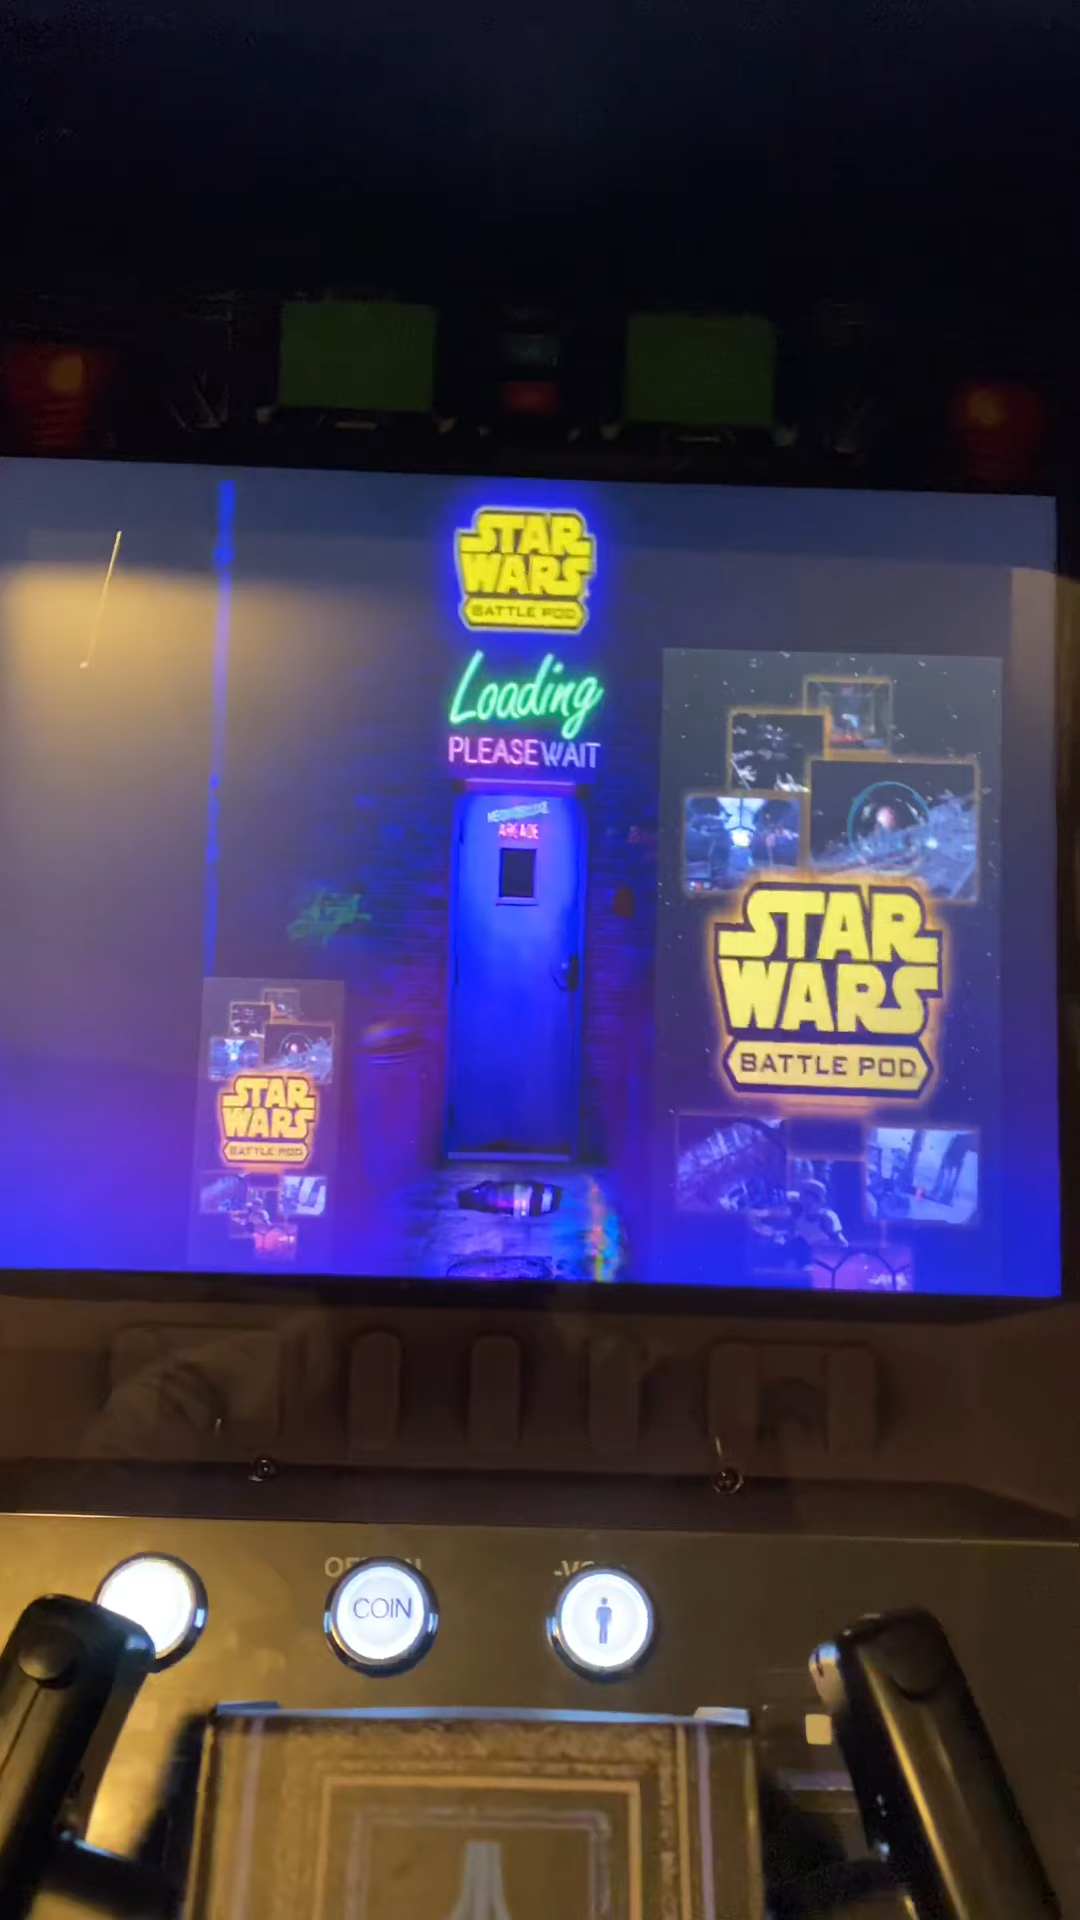 STAR
WARS
BATTLE POD
Loading
PLEASE WAIT
ARCADE
STAR
WARS
BATTLE POD
STAR
WARS
BATTLE POD
COIN